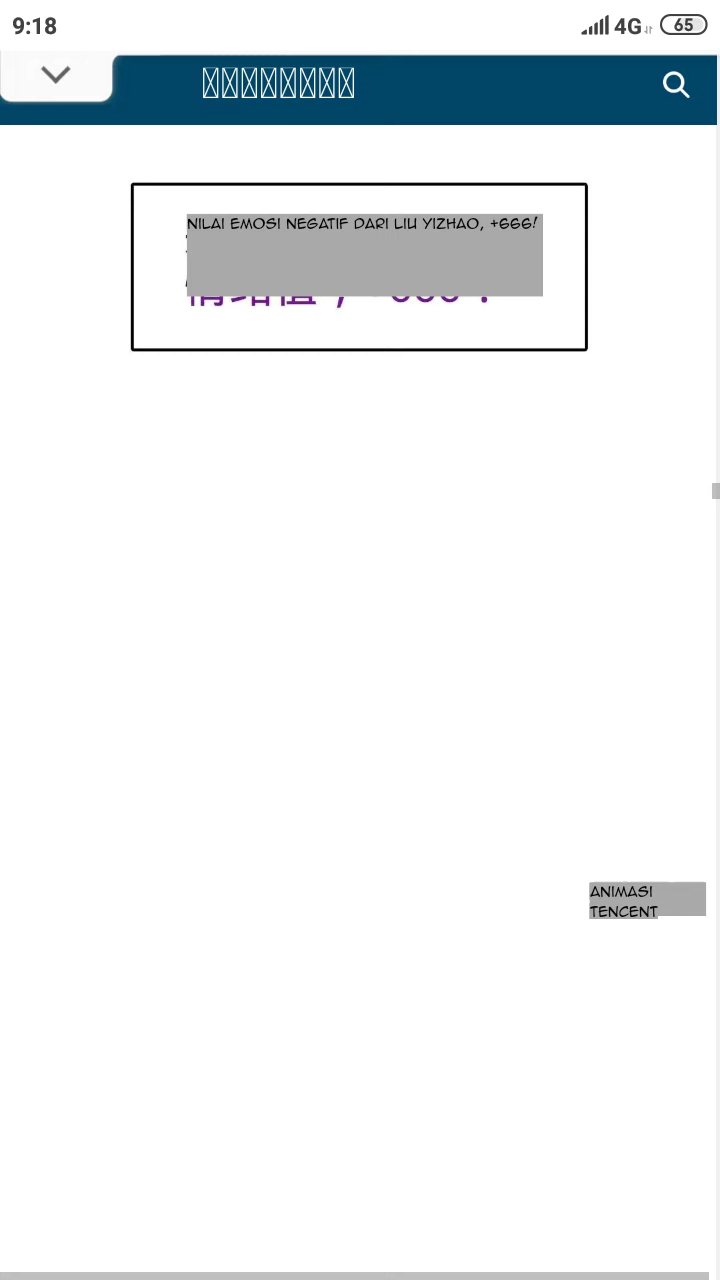 9:18
4G
65
NILAI EMOSI NEGATIF DARI LIU YIZHAO, +666!
ANIMASI
TENCENT